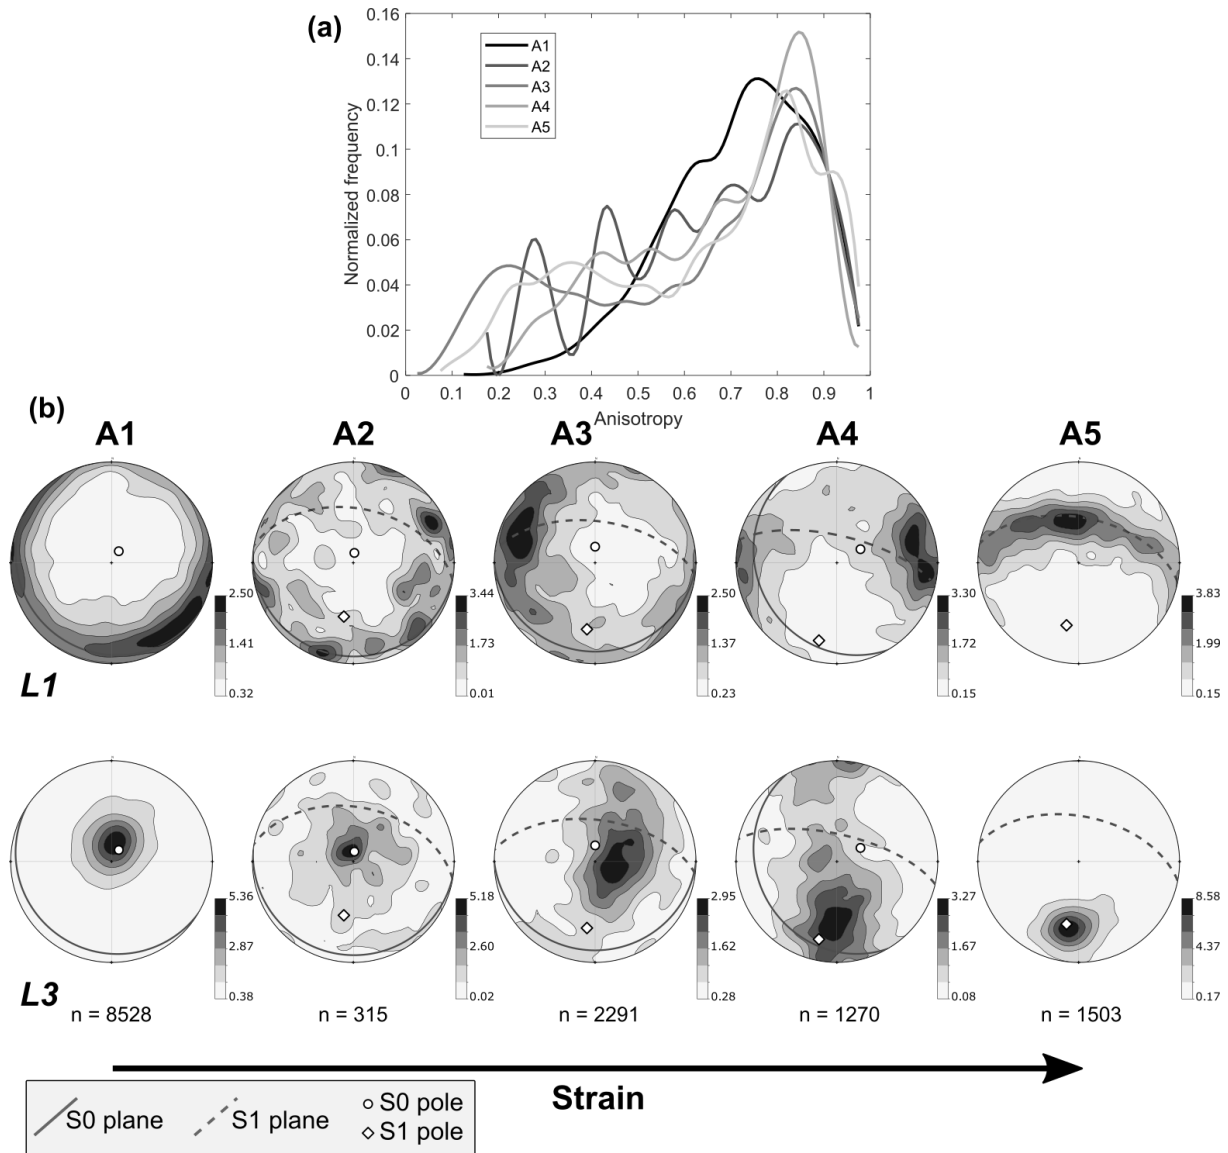 (a)
0.16
0.14
0.12
0.1
0.08
0.06
0.04
0.02
0
Normalized frequency
A1
A2
A3
A4
A5
0 0.1 0.2 0.3 0.4 0.5 0.6 0.7 0.8 0.9 1
Anisotropy
(b)
A1 A2 A3 A4 A5
2.50 3.44 2.50 3.30 3.83
1.41 1.73 1.37 1.72 1.99
0.32 0.01 0.23 0.15 0.15
L1
5.36 5.18 2.95 3.27 8.58
2.87 2.60 1.62 1.67 4.37
0.38 0.02 0.28 0.08 0.17
L3
n = 8528 n = 315 n = 2291 n = 1270 n = 1503
Strain
S0 plane S1 plane S0 pole
S1 pole